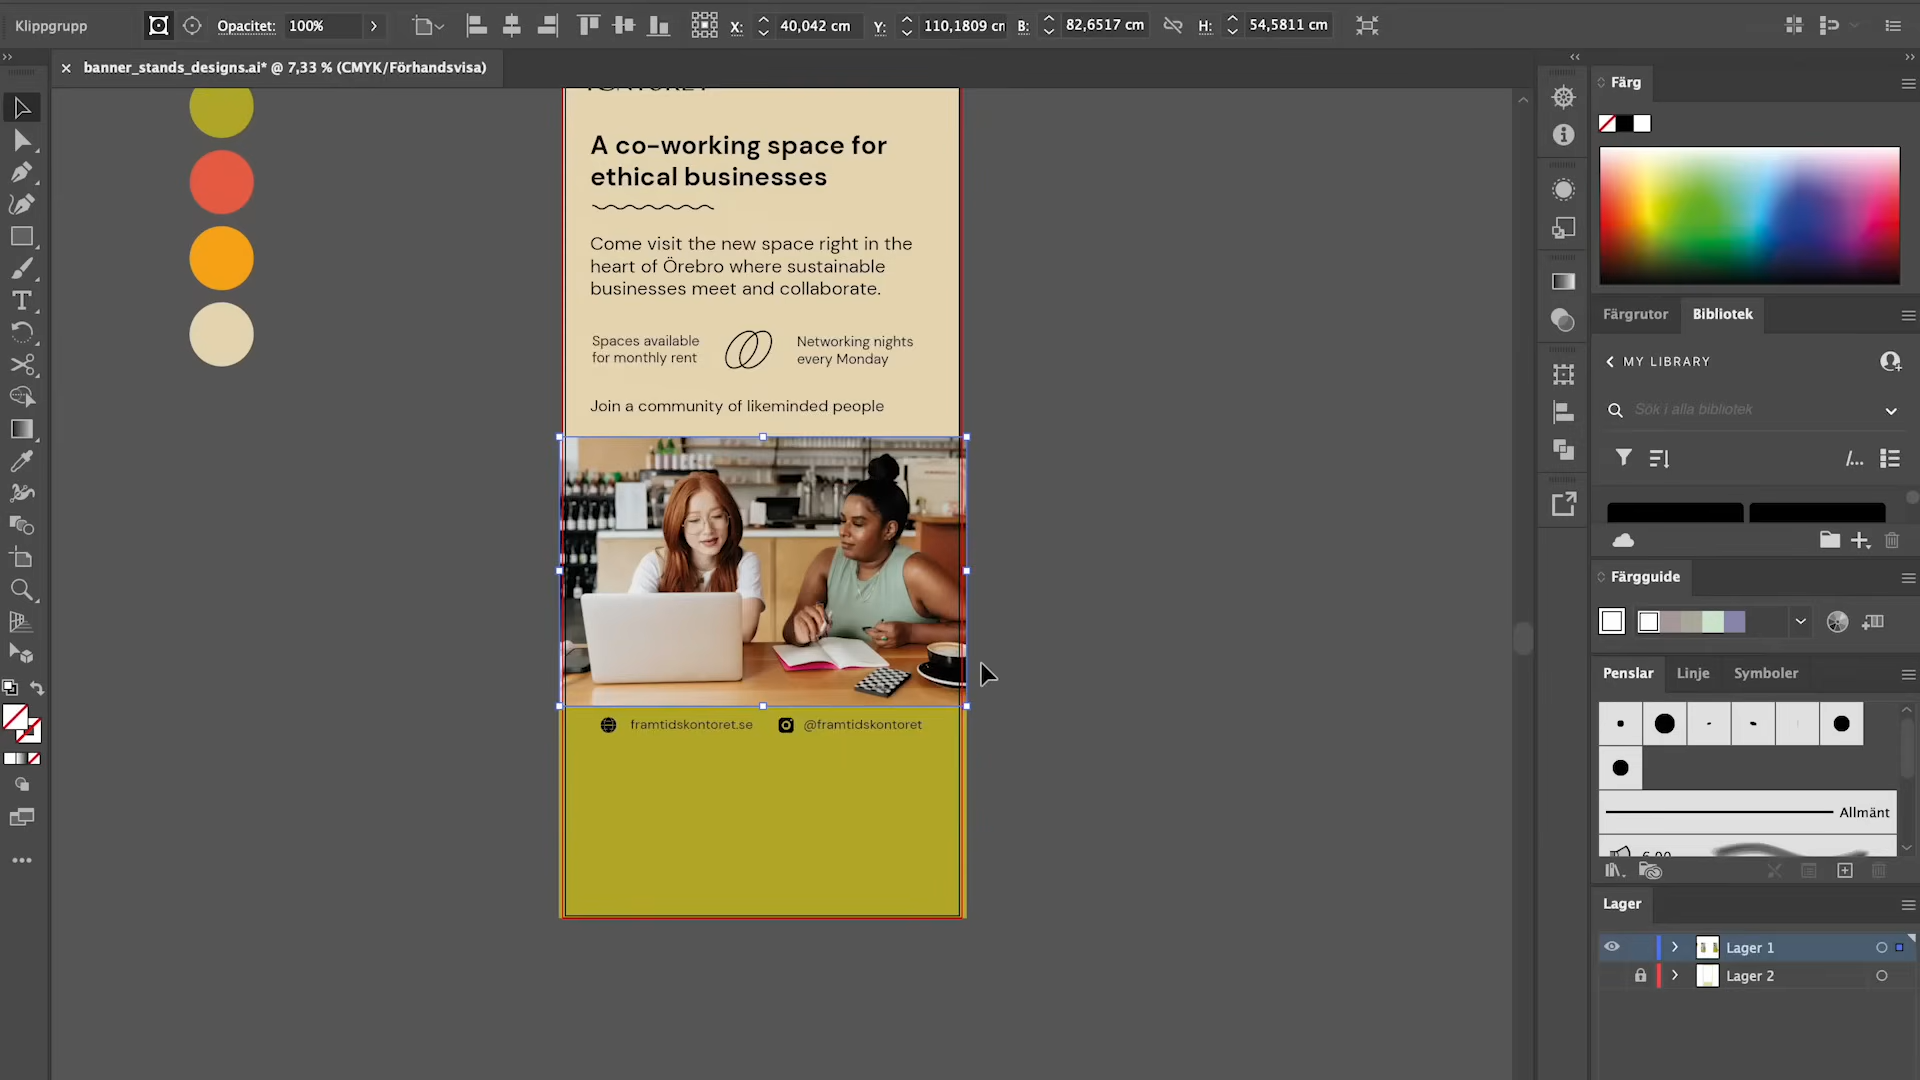 Klippgrupp
Opacitet:
100%
X:
40,042 cm
Y:
110,1809 cm
B:
82,6517 cm
H:
54,5811 cm
banner_stands_designs.ai* @ 7,33 % (CMYK/Förhandsvisa)
A co-working space for
ethical businesses
Come visit the new space right in the
heart of Örebro where sustainable
businesses meet and collaborate.
Spaces available
for monthly rent
Networking nights
every Monday
Join a community of likeminded people
framtidskontoret.se
@framtidskontoret
Färg
Färgrutor
Bibliotek
MY LIBRARY
Sök i alla bibliotek
Färgguide
Penslar
Linje
Symboler
Allmänt
Lager
Lager 1
Lager 2